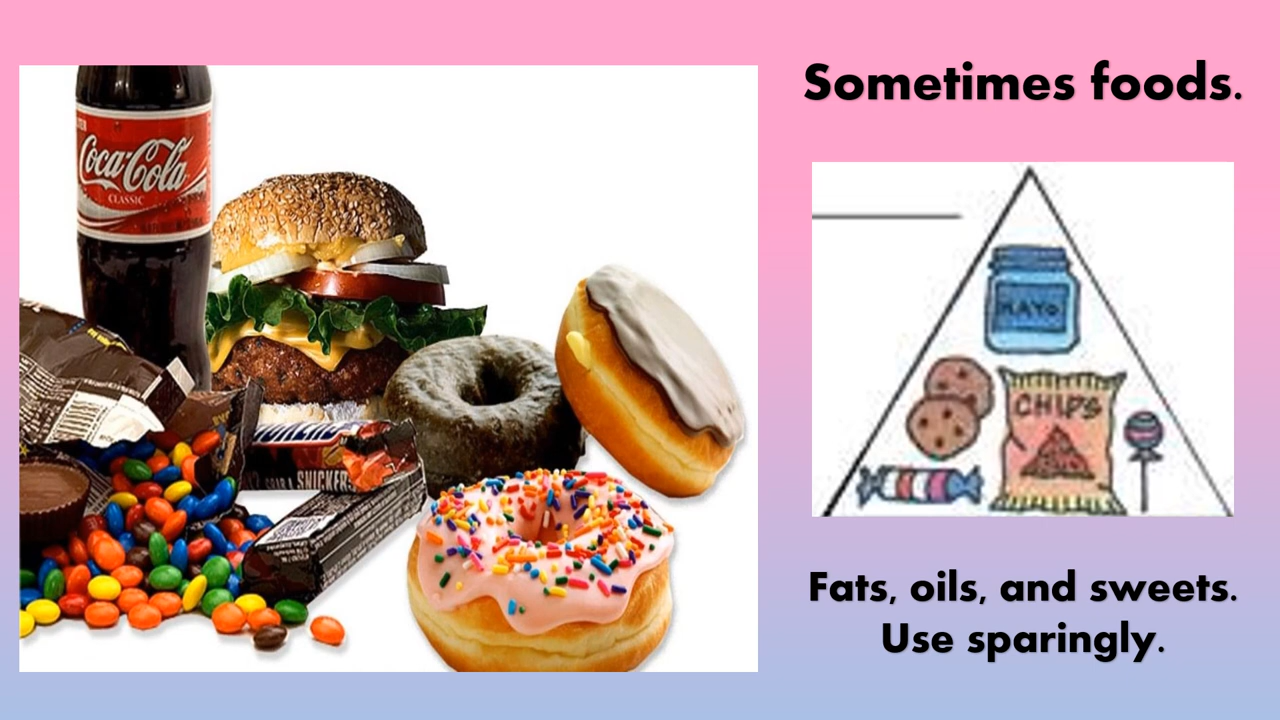 Sometimes foods.
Coca-Cola
CLASSIC
SNICKERS
MAYO
CHIPS
Fats, oils, and sweets.
Use sparingly.